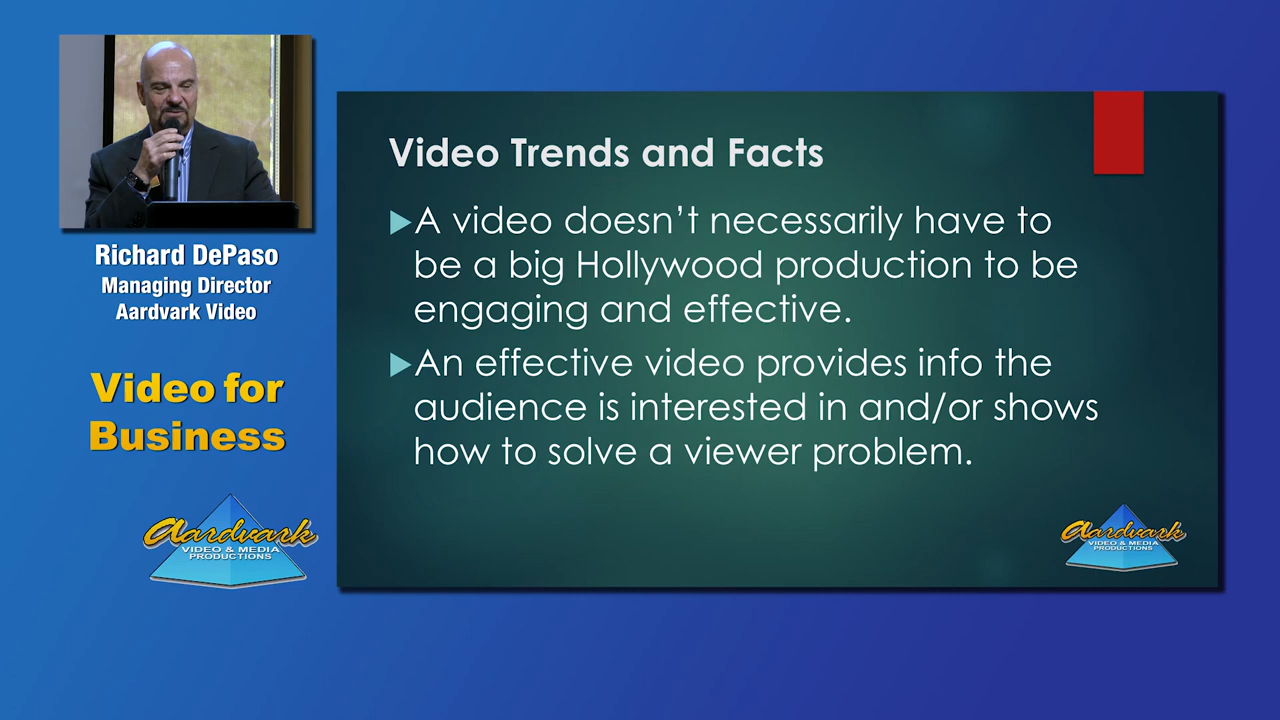 Richard DePaso
Managing Director
Aardvark Video
Video for
Business
Aardvark
VIDEO & MEDIA
PRODUCTIONS
Video Trends and Facts
A video doesn’t necessarily have to
be a big Hollywood production to be
engaging and effective.
An effective video provides info the
audience is interested in and/or shows
how to solve a viewer problem.
Aardvark
VIDEO & MEDIA
PRODUCTIONS